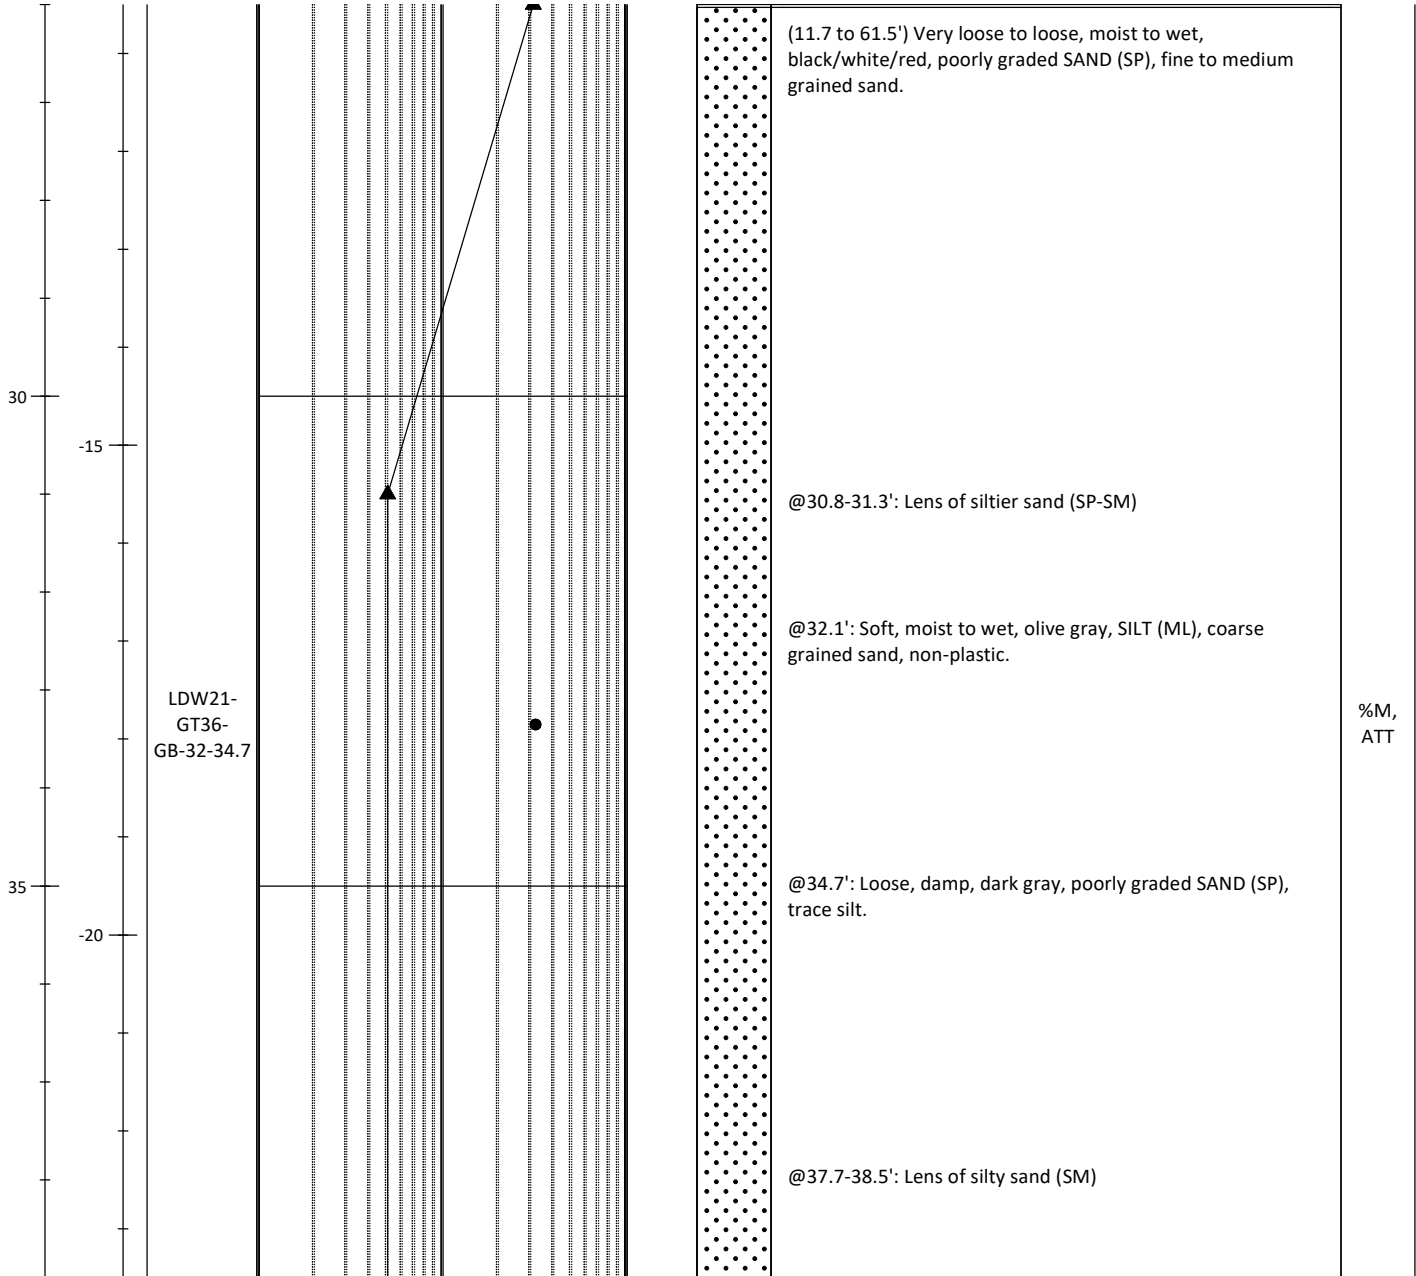 (11.7 to 61.5') Very loose to loose, moist to wet,
black/white/red, poorly graded SAND (SP), fine to medium
grained sand.
30
-15
@30.8-31.3': Lens of siltier sand (SP-SM)
@32.1': Soft, moist to wet, olive gray, SILT (ML), coarse
grained sand, non-plastic.
LDW21-
GT36-
GB-32-34.7
%M,
ATT
35
@34.7': Loose, damp, dark gray, poorly graded SAND (SP),
trace silt.
-20
@37.7-38.5': Lens of silty sand (SM)